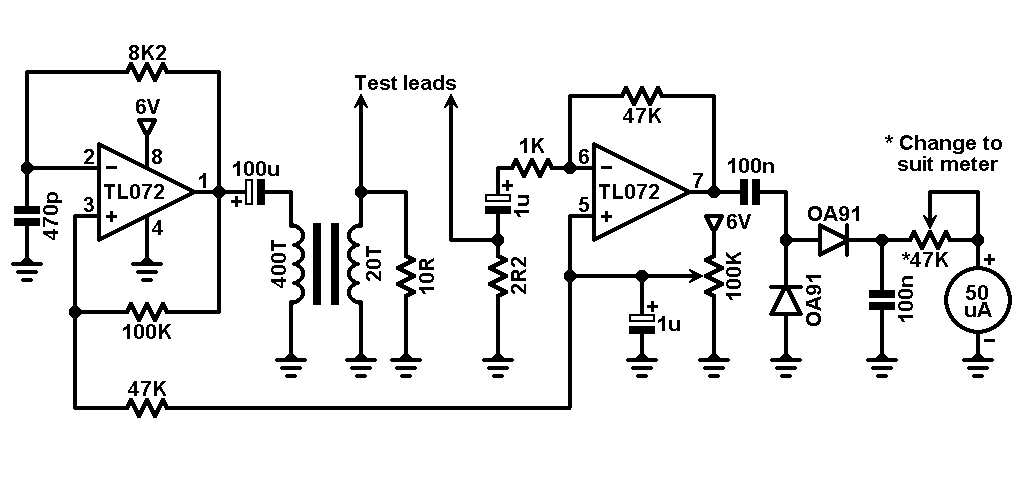 8K2
6V
2
−
8
TL072
1
3
+
4
470p
100K
47K
100u
+
400T
20T
10R
Test leads
1K
+
1u
2R2
47K
6
−
TL072
7
5
+
+
1u
6V
100K
100n
OA91
OA91
100n
* Change to
suit meter
*47K
+
50
uA
−